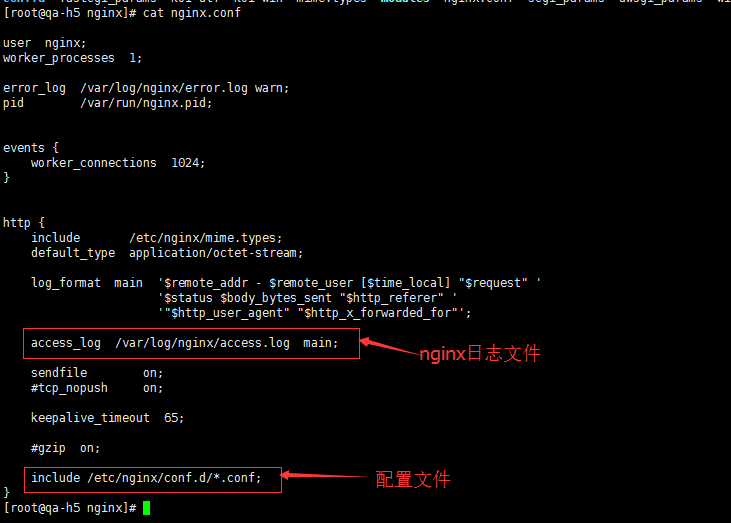 [root@qa-h5 nginx]# cat nginx.conf
user  nginx;
worker_processes  1;
error_log  /var/log/nginx/error.log warn;
pid        /var/run/nginx.pid;
events {
    worker_connections  1024;
}
http {
    include       /etc/nginx/mime.types;
    default_type  application/octet-stream;
    log_format  main  '$remote_addr - $remote_user [$time_local] "$request" '
                      '$status $body_bytes_sent "$http_referer" '
                      '"$http_user_agent" "$http_x_forwarded_for"';
    access_log  /var/log/nginx/access.log  main;
nginx日志文件
    sendfile        on;
    #tcp_nopush     on;
    keepalive_timeout  65;
    #gzip  on;
    include /etc/nginx/conf.d/*.conf;
配置文件
}
[root@qa-h5 nginx]#